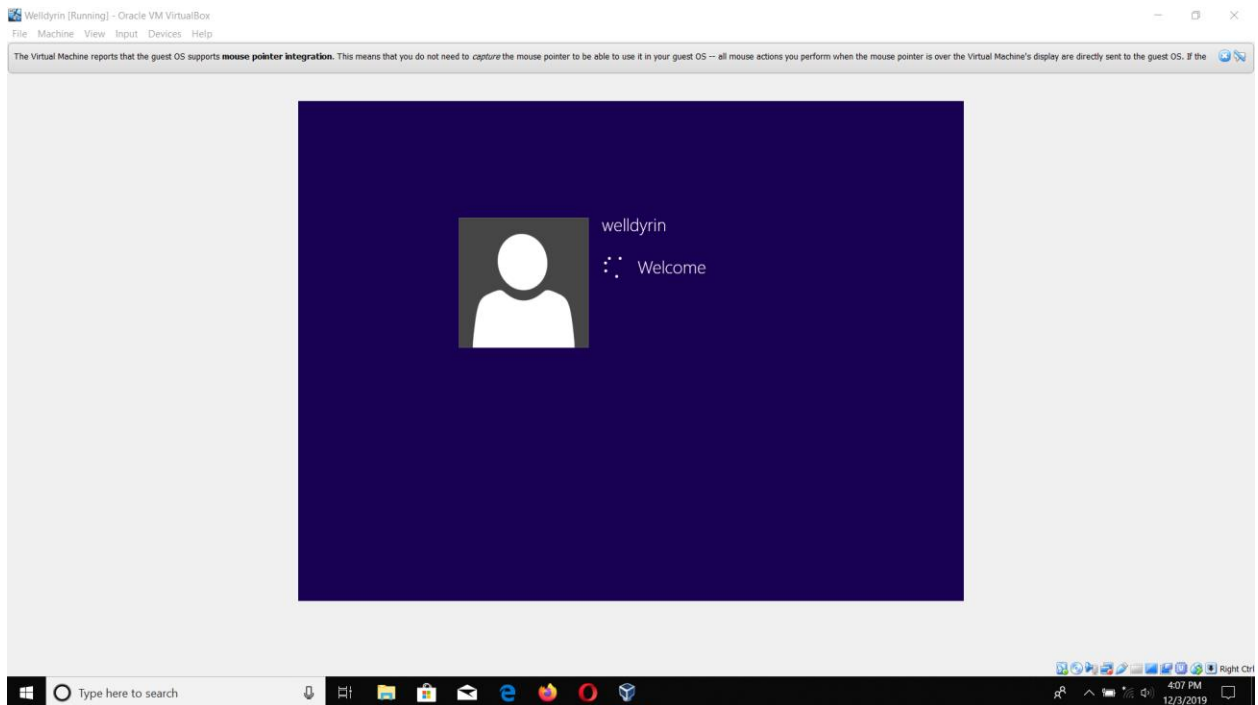 Welldyrin [Running] - Oracle VM VirtualBox
File Machine View Input Devices Help
The Virtual Machine reports that the guest OS supports mouse pointer integration. This means that you do not need to capture the mouse pointer to be able to use it in your guest OS -- all mouse actions you perform when the mouse pointer is over the Virtual Machine's display are directly sent to the guest OS. If the
welldyrin
Welcome
Right Ctrl
Type here to search
4:07 PM
12/3/2019